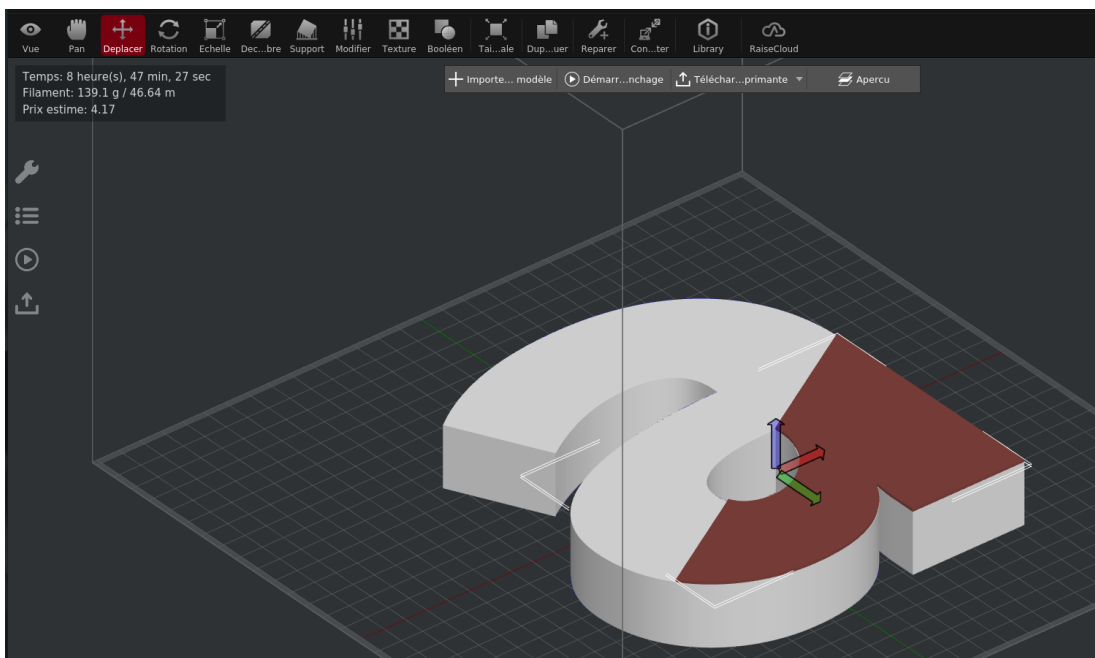 Vue Pan Deplacer Rotation Echelle Dec...bre Support Modifier Texture Booléen Tai...ale Dup...uer Reparer Con...ter Library RaiseCloud
Temps: 8 heure(s), 47 min, 27 sec
Filament: 139.1 g / 46.64 m
Prix estime: 4.17
Importe... modèle Démarr...nchage Téléchar...primante Apercu